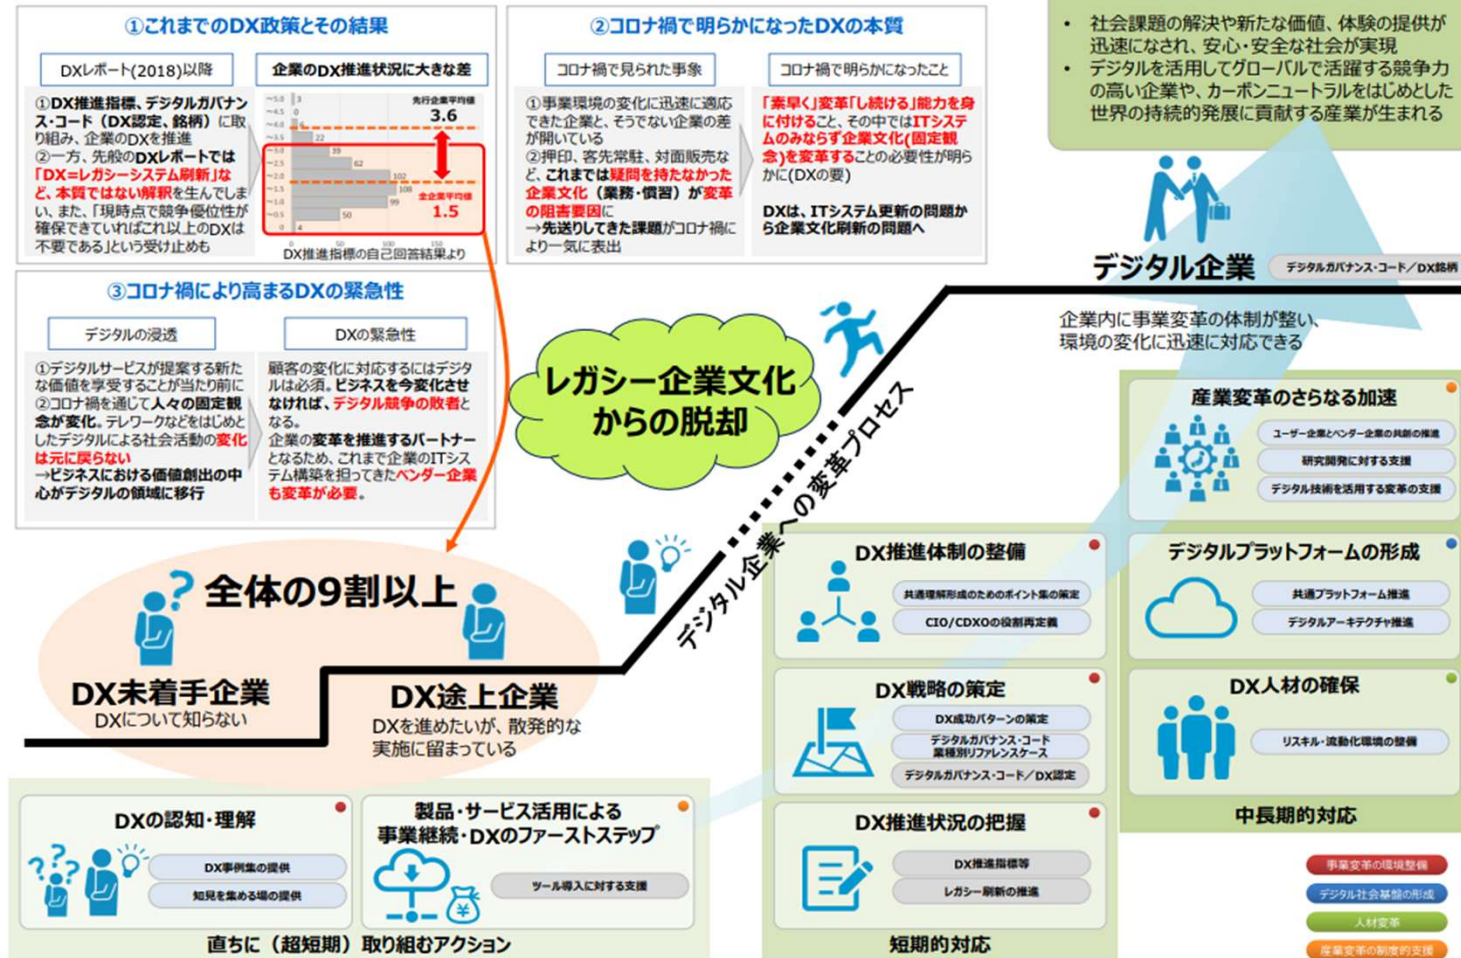 ①これまでのDX政策とその結果
DXレポート(2018)以降
①DX推進指標、デジタルガバナン
ス・コード（DX認定、銘柄）に取
り組み、企業のDXを推進
②一方、先般のDXレポートでは
「DX=レガシーシステム刷新」な
ど、本質ではない解釈を生んでしま
い、また、「現時点で競争優位性が
確保できていればこれ以上のDXは
不要である」という受け止めも
企業のDX推進状況に大きな差
～5.0 3
～4.5 0
～4.0 6
～3.5 22
～3.0 39
～2.5 62
～2.0 102
～1.5 108
～1.0 99
～0.5 50
0 4
先行企業平均値
3.6
全企業平均値
1.5
0 50 100 150
DX推進指標の自己回答結果より
②コロナ禍で明らかになったDXの本質
コロナ禍で見られた事象
①事業環境の変化に迅速に適応
できた企業と、そうでない企業の差
が開いている
②押印、客先常駐、対面販売な
ど、これまでは疑問を持たなかった
企業文化（業務・慣習）が変革
の阻害要因に
→先送りしてきた課題がコロナ禍に
より一気に表出
コロナ禍で明らかになったこと
「素早く」変革「し続ける」能力を身
に付けること、その中ではITシステ
ムのみならず企業文化(固定観
念)を変革することの必要性が明ら
かに(DXの要)
DXは、ITシステム更新の問題か
ら企業文化刷新の問題へ
• 社会課題の解決や新たな価値、体験の提供が
迅速になされ、安心・安全な社会が実現
• デジタルを活用してグローバルで活躍する競争力
の高い企業や、カーボンニュートラルをはじめとした
世界の持続的発展に貢献する産業が生まれる
③コロナ禍により高まるDXの緊急性
デジタルの浸透
①デジタルサービスが提案する新た
な価値を享受することが当たり前に
②コロナ禍を通じて人々の固定観
念が変化。テレワークなどをはじめと
したデジタルによる社会活動の変化
は元に戻らない
→ビジネスにおける価値創出の中
心がデジタルの領域に移行
DXの緊急性
顧客の変化に対応するにはデジタ
ルは必須。ビジネスを今変化させ
なければ、デジタル競争の敗者と
なる。
企業の変革を推進するパートナー
となるため、これまで企業のITシス
テム構築を担ってきたベンダー企業
も変革が必要。
レガシー企業文化
からの脱却
デジタル企業への変革プロセス
デジタル企業
デジタルガバナンス・コード／DX銘柄
企業内に事業変革の体制が整い、
環境の変化に迅速に対応できる
全体の9割以上
DX未着手企業
DXについて知らない
DX途上企業
DXを進めたいが、散発的な
実施に留まっている
DXの認知・理解
DX事例集の提供
知見を集める場の提供
製品・サービス活用による
事業継続・DXのファーストステップ
ツール導入に対する支援
直ちに（超短期）取り組むアクション
DX推進体制の整備
共通理解形成のためのポイント集の策定
CIO/CDXOの役割再定義
DX戦略の策定
DX成功パターンの策定
デジタルガバナンス・コード
業種別リファレンスケース
デジタルガバナンス・コード／DX認定
DX推進状況の把握
DX推進指標等
レガシー刷新の推進
短期的対応
産業変革のさらなる加速
ユーザー企業とベンダー企業の共創の推進
研究開発に対する支援
デジタル技術を活用する変革の支援
デジタルプラットフォームの形成
共通プラットフォーム推進
デジタルアーキテクチャ推進
DX人材の確保
リスキル・流動化環境の整備
中長期的対応
事業変革の環境整備
デジタル社会基盤の形成
人材変革
産業変革の制度的支援